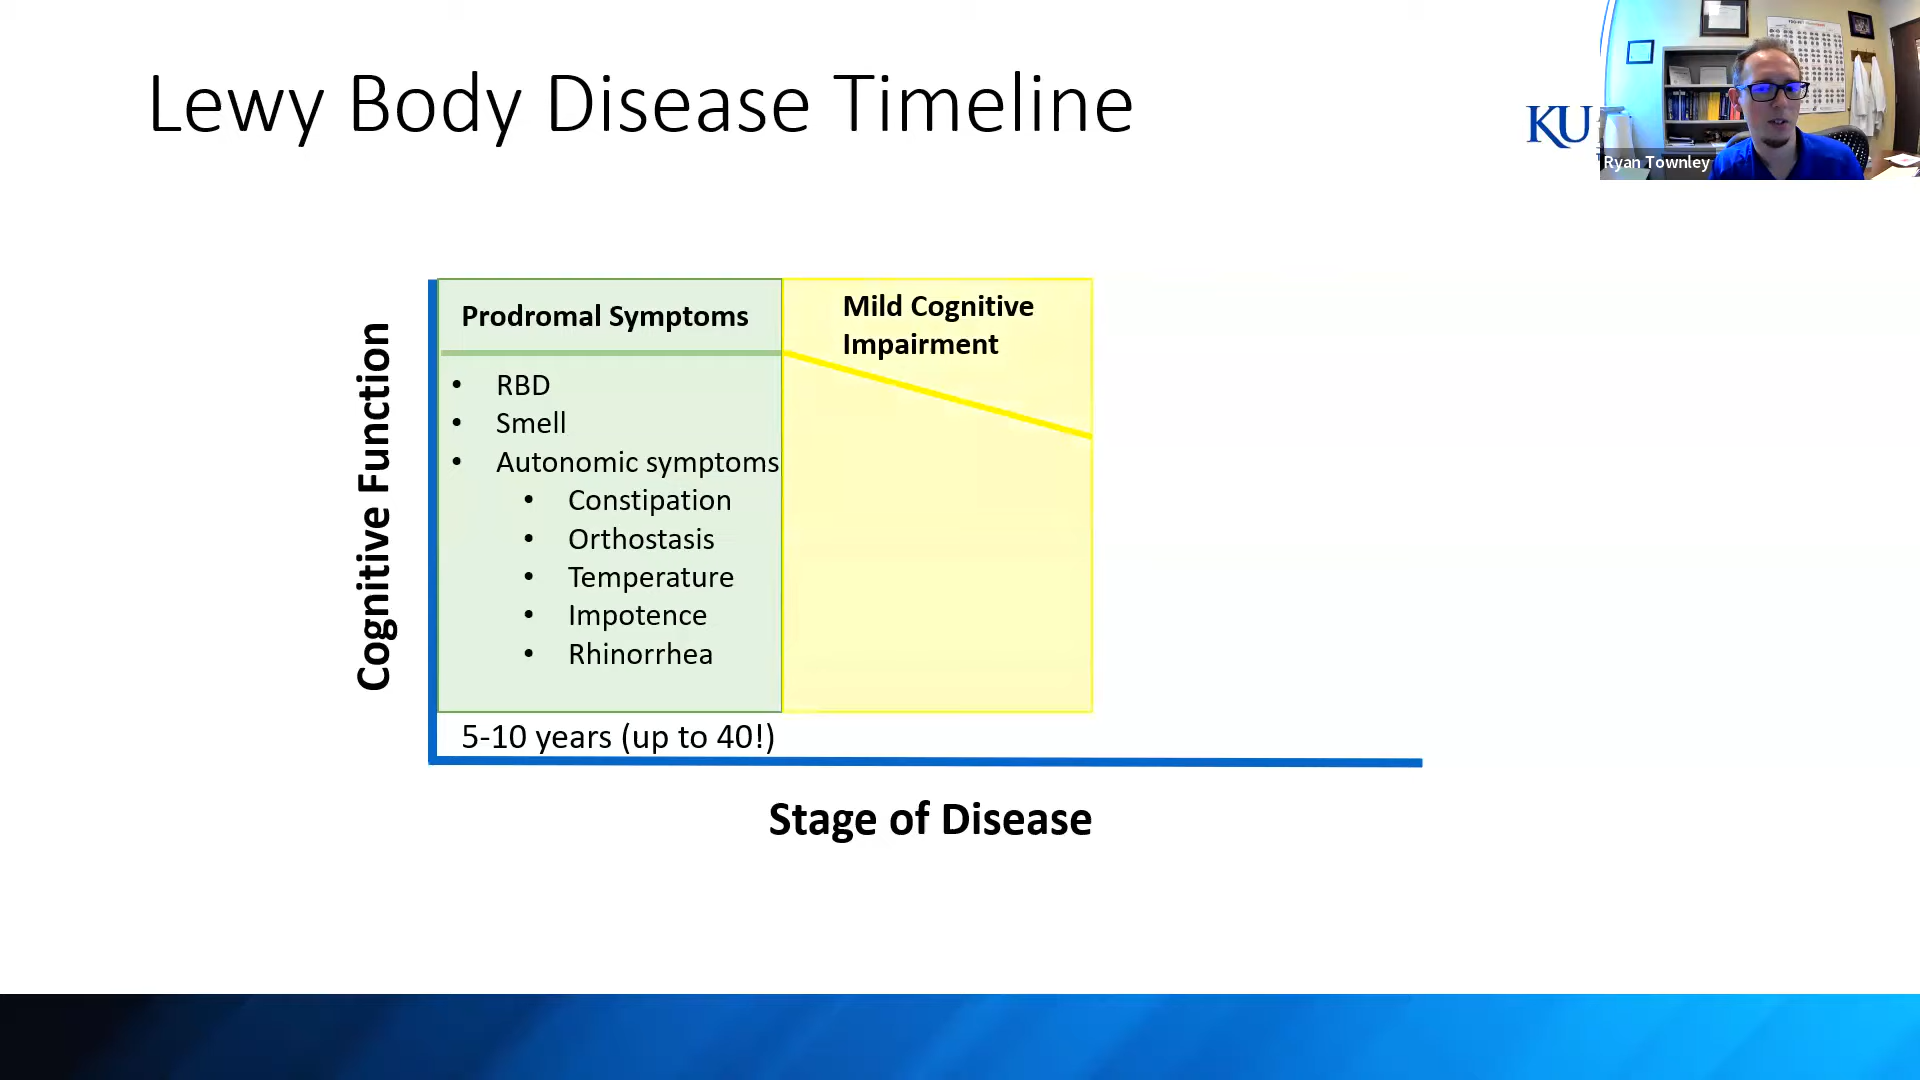 Lewy Body Disease Timeline
KU
Ryan Townley
Cognitive Function
Prodromal Symptoms
• RBD
• Smell
• Autonomic symptoms
• Constipation
• Orthostasis
• Temperature
• Impotence
• Rhinorrhea
5-10 years (up to 40!)
Mild Cognitive
Impairment
Stage of Disease